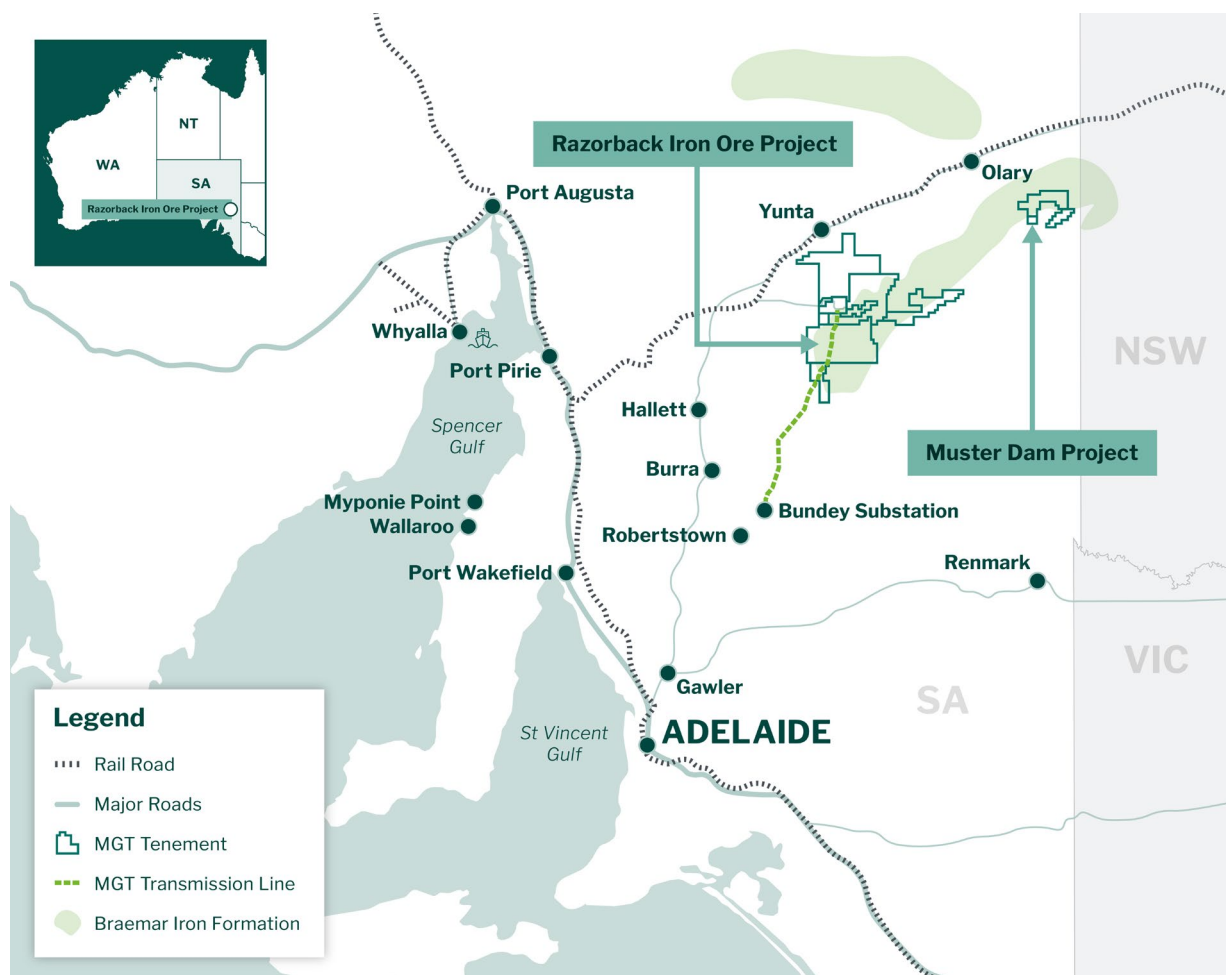 NT
WA
SA
Razorback Iron Ore Project
Razorback Iron Ore Project
Olary
Port Augusta
Yunta
Whyalla
Port Pirie
NSW
Hallett
Spencer
Gulf
Muster Dam Project
Burra
Myponie Point
Bundey Substation
Wallaroo
Robertstown
Renmark
Port Wakefield
VIC
Gawler
SA
ADELAIDE
St Vincent
Gulf
Legend
Rail Road
Major Roads
MGT Tenement
MGT Transmission Line
Braemar Iron Formation